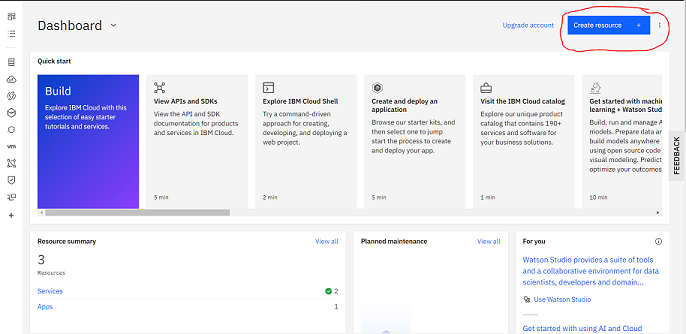 Dashboard
Upgrade account
Create resource +
Quick start
Build
Explore IBM Cloud with this
selection of easy starter
tutorials and services.
View APIs and SDKs
View the API and SDK
documentation for products
and services in IBM Cloud.
5 min
Explore IBM Cloud Shell
Try a command-driven
approach for creating,
developing, and deploying a
web project.
2 min
Create and deploy an
application
Browse our starter kits, and
then select one to jump
start the process to create
and deploy your app.
5 min
Visit the IBM Cloud catalog
Explore our unique product
catalog that contains 190+
services and software for
your business solutions.
1 min
Get started with machi
learning + Watson Studi
Build, run and manage A
models. Prepare data an
build models anywhere
using open source code
visual modeling. Predict
optimize your outcomes
10 min
FEEDBACK
Resource summary
View all
3
Resources
Services
2
Apps
1
Planned maintenance
View all
For you
Watson Studio provides a suite of tools
and a collaborative environment for data
scientists, developers and domain...
Use Watson Studio
Get started with using AI and Cloud
vm